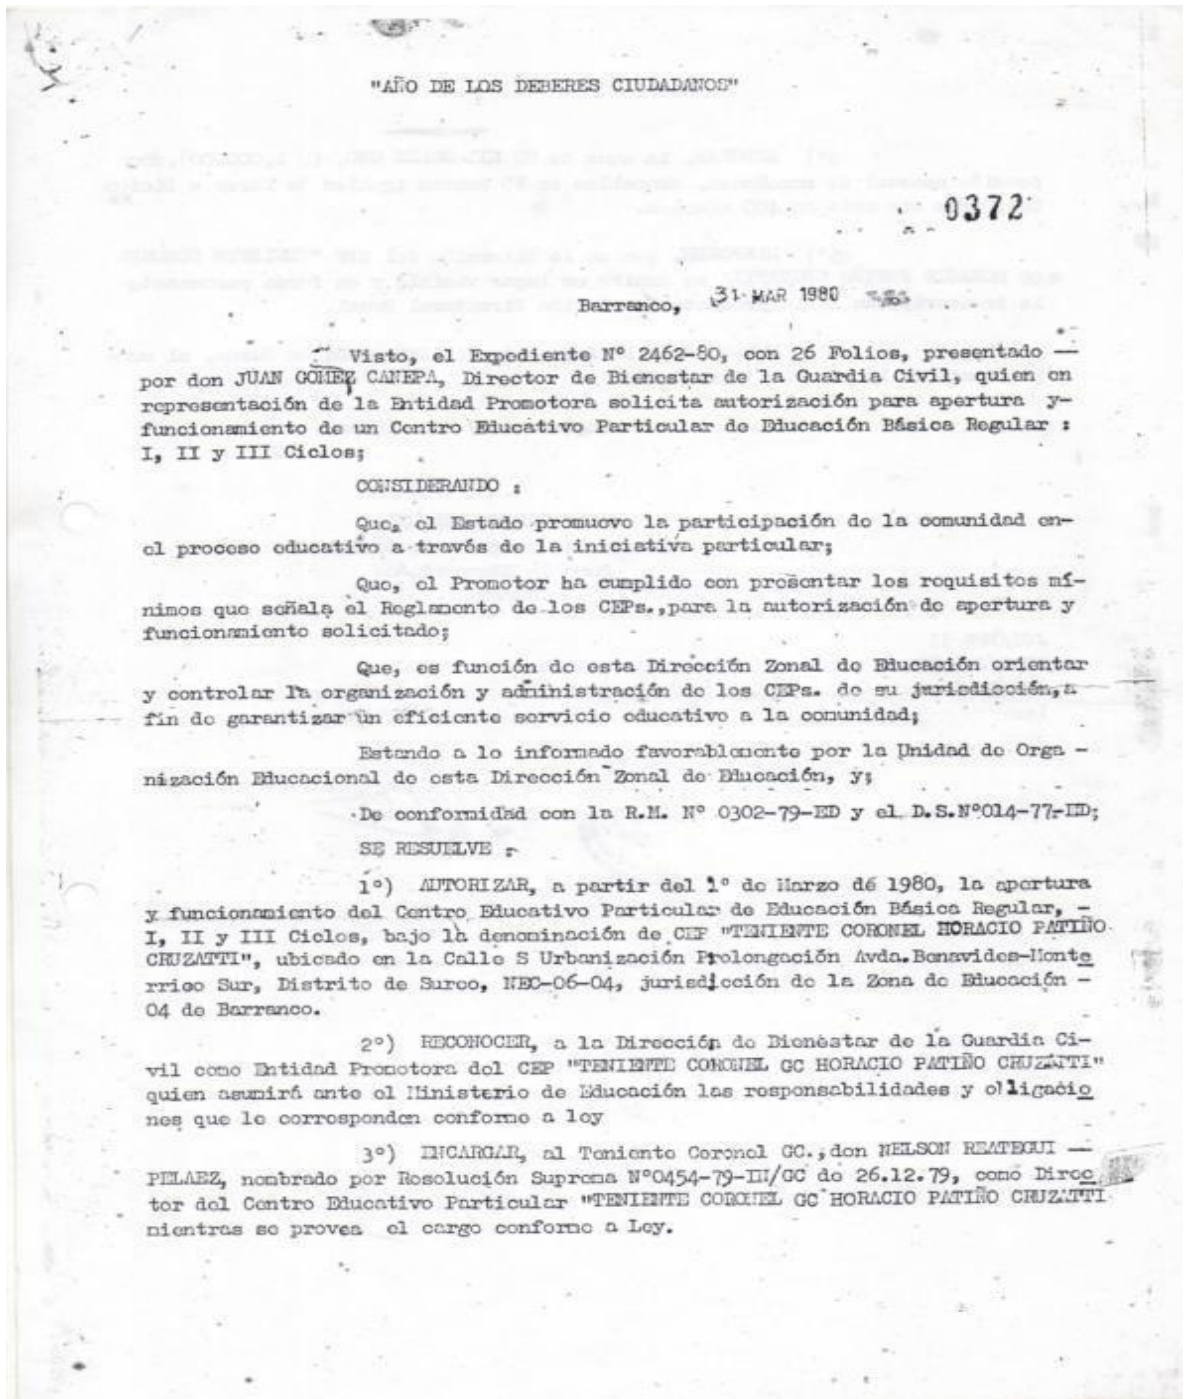 "AÑO DE LOS DEBERES CIUDADANOS"
0372
Barranco, 31 MAR 1980
Visto, el Expediente Nº 2462-80, con 26 Folios, presentado —
por don JUAN GOMEZ CANEPA, Director de Bienestar de la Guardia Civil, quien en
representación de la Entidad Promotora solicita autorización para apertura y-
funcionamiento de un Centro Educativo Particular de Educación Básica Regular :
I, II y III Ciclos;
CONSIDERANDO :
Que, el Estado promueve la participación de la comunidad en-
el proceso educativo a través de la iniciativa particular;
Que, el Promotor ha cumplido con presentar los requisitos mí-
nimos que señala el Reglamento de los CEPs.,para la autorización de apertura y
funcionamiento solicitado;
Que, es función de esta Dirección Zonal de Educación orientar
y controlar la organización y administración de los CEPs. de su jurisdicción,a
fin de garantizar un eficiente servicio educativo a la comunidad;
Estando a lo informado favorablemente por la Unidad de Orga -
nización Educacional de esta Dirección Zonal de Educación, y;
De conformidad con la R.M. Nº 0302-79-ED y el D.S.Nº014-77-ED;
SE RESUELVE :
1º) AUTORIZAR, a partir del 1º de Marzo dé 1980, la apertura
y funcionamiento del Centro Educativo Particular de Educación Básica Regular, -
I, II y III Ciclos, bajo la denominación de CEP "TENIENTE CORONEL HORACIO PATIÑO
CRUZATTI", ubicado en la Calle S Urbanización Prolongación Avda.Benavides-Monte
rrico Sur, Distrito de Surco, NEC-06-04, jurisdicción de la Zona de Educación -
04 de Barranco.
2º) RECONOCER, a la Dirección de Bienestar de la Guardia Ci-
vil como Entidad Promotora del CEP "TENIENTE CORONEL GC HORACIO PATIÑO CRUZATTI"
quien asumirá ante el Ministerio de Educación las responsabilidades y olligacio
nes que le corresponden conforme a ley
3º) ENCARGAR, al Teniente Coronel GC.,don NELSON REATEGUI —
PELAEZ, nombrado por Resolución Suprema Nº0454-79-IN/GC de 26.12.79, como Direc
tor del Centro Educativo Particular "TENIENTE CORONEL GC HORACIO PATIÑO CRUZATTI
mientras se provea el cargo conforme a Ley.